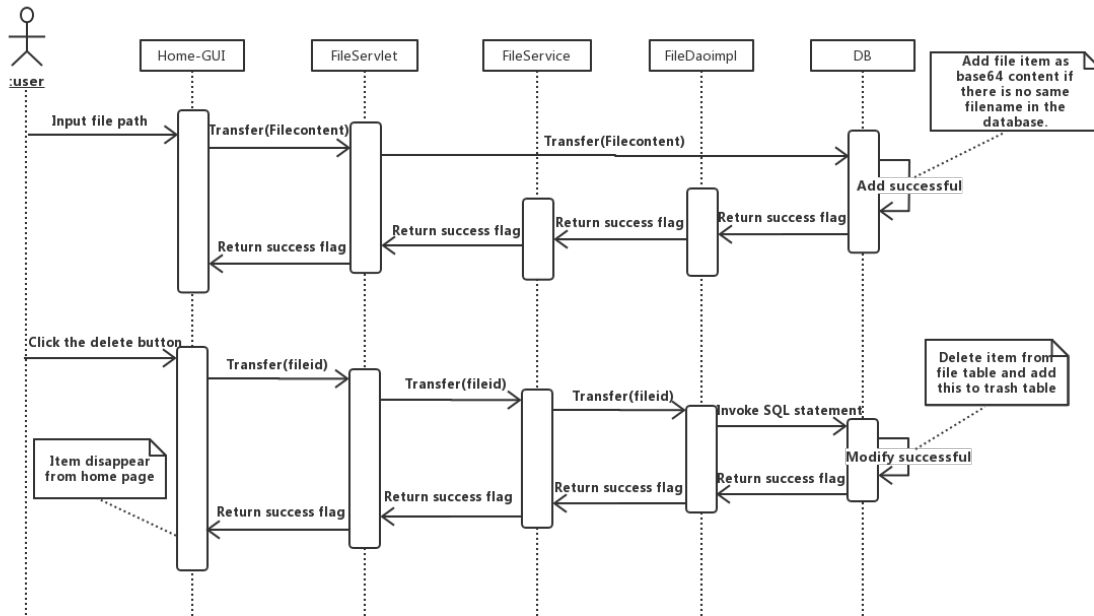 Home-GUI
FileServlet
FileService
FileDaoimpl
DB
Add file item as
base64 content if
there is no same
filename in the
database.
:user
Input file path
Transfer(Filecontent)
Transfer(Filecontent)
Add successful
Return success flag
Return success flag
Return success flag
Return success flag
Click the delete button
Transfer(fileid)
Transfer(fileid)
Transfer(fileid)
Invoke SQL statement
Delete item from
file table and add
this to trash table
Modify successful
Item disappear
from home page
Return success flag
Return success flag
Return success flag
Return success flag